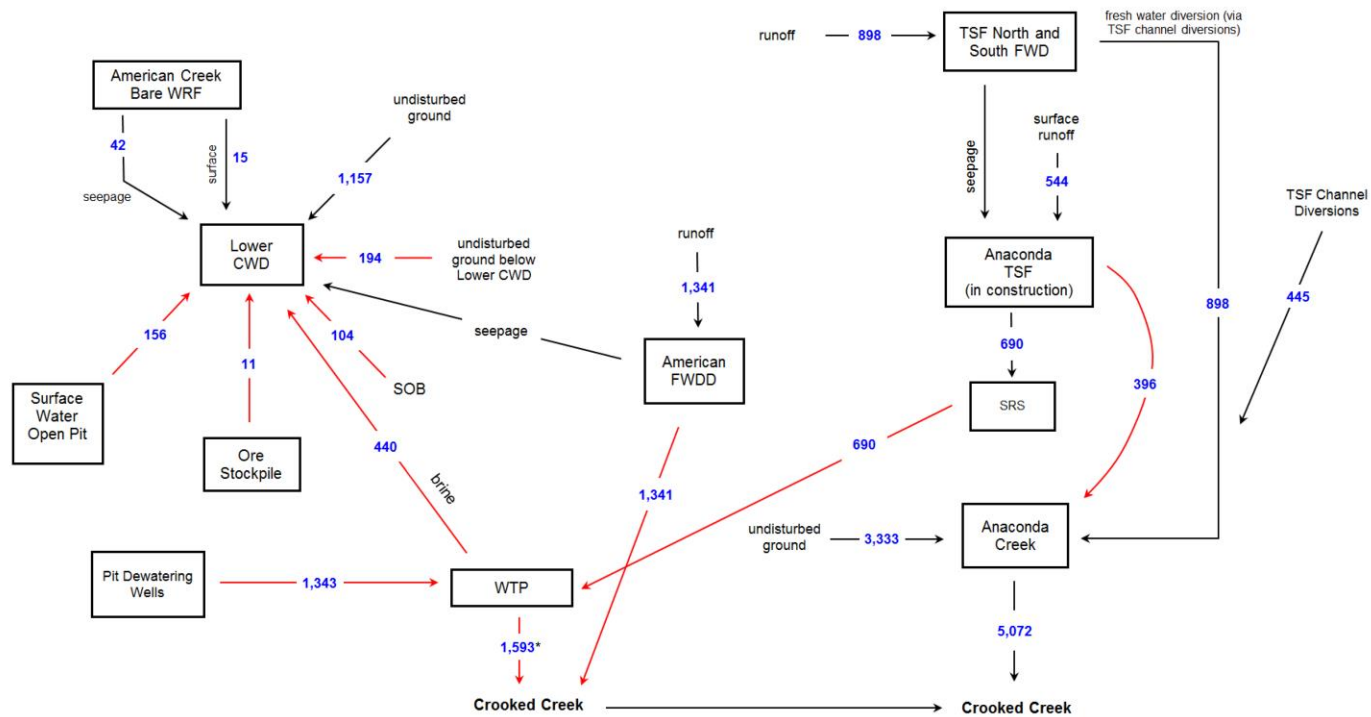 fresh water diversion (via
TSF channel diversions)
runoff
898
TSF North and
South FWD
American Creek
Bare WRF
undisturbed
ground
surface
runoff
42
surface
15
seepage
544
1,157
seepage
TSF Channel
Diversions
Lower
CWD
194
undisturbed
ground below
Lower CWD
runoff
1,341
Anaconda
TSF
(in construction)
898
445
156
11
104
seepage
American
FWDD
690
396
SOB
Surface
Water
Open Pit
SRS
Ore
Stockpile
440
brine
690
1,341
undisturbed
ground
3,333
Anaconda
Creek
Pit Dewatering
Wells
1,343
WTP
1,593*
5,072
Crooked Creek
Crooked Creek